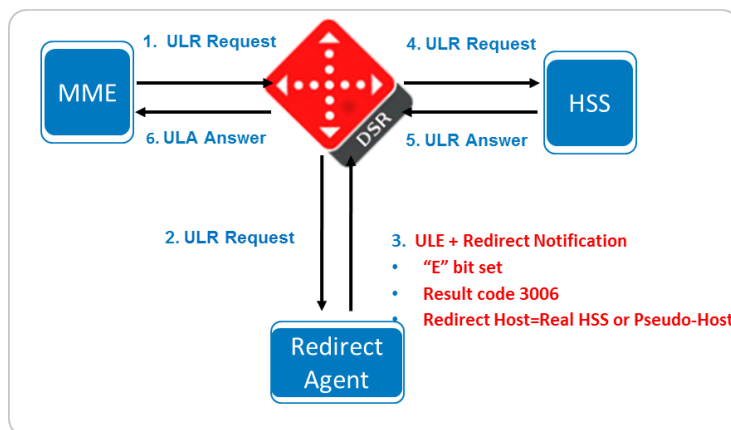 1. ULR Request
4. ULR Request
MME
DSR
HSS
6. ULA Answer
5. ULR Answer
2. ULR Request
3. ULE + Redirect Notification
• “E” bit set
• Result code 3006
• Redirect Host=Real HSS or Pseudo-Host
Redirect
Agent